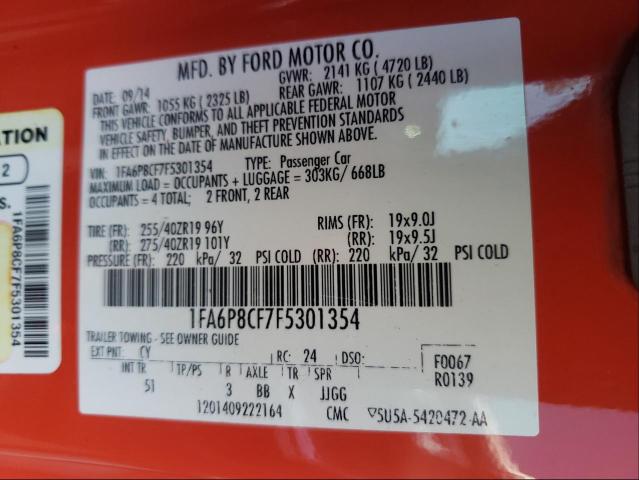 MFD. BY FORD MOTOR CO.
DATE: 09/14 GVWR: 2141 KG ( 4720 LB)
FRONT GAWR: 1055 KG ( 2325 LB) REAR GAWR: 1107 KG ( 2440 LB)
THIS VEHICLE CONFORMS TO ALL APPLICABLE FEDERAL MOTOR
VEHICLE SAFETY, BUMPER, AND THEFT PREVENTION STANDARDS
IN EFFECT ON THE DATE OF MANUFACTURE SHOWN ABOVE.
VIN: 1FA6P8CF7F5301354 TYPE: Passenger Car
MAXIMUM LOAD = OCCUPANTS + LUGGAGE = 303KG/ 668LB
OCCUPANTS = 4 TOTAL; 2 FRONT, 2 REAR
TIRE (FR): 255/40ZR19 96Y RIMS (FR): 19x9.0J
(RR): 275/40ZR19 101Y (RR): 19x9.5J
PRESSURE (FR): 220 kPa/ 32 PSI COLD (RR): 220 kPa/ 32 PSI COLD
1FA6P8CF7F5301354
TRAILER TOWING - SEE OWNER GUIDE
EXT PNT: CY RC: 24 DSO: F0067
INT TR TP/PS R AXLE TR SPR R0139
51 3 BB X JJGG
1201409222164 CMC 5U5A-5420472-AA
ATION
2
S.
1FA6P8CF7F5301354